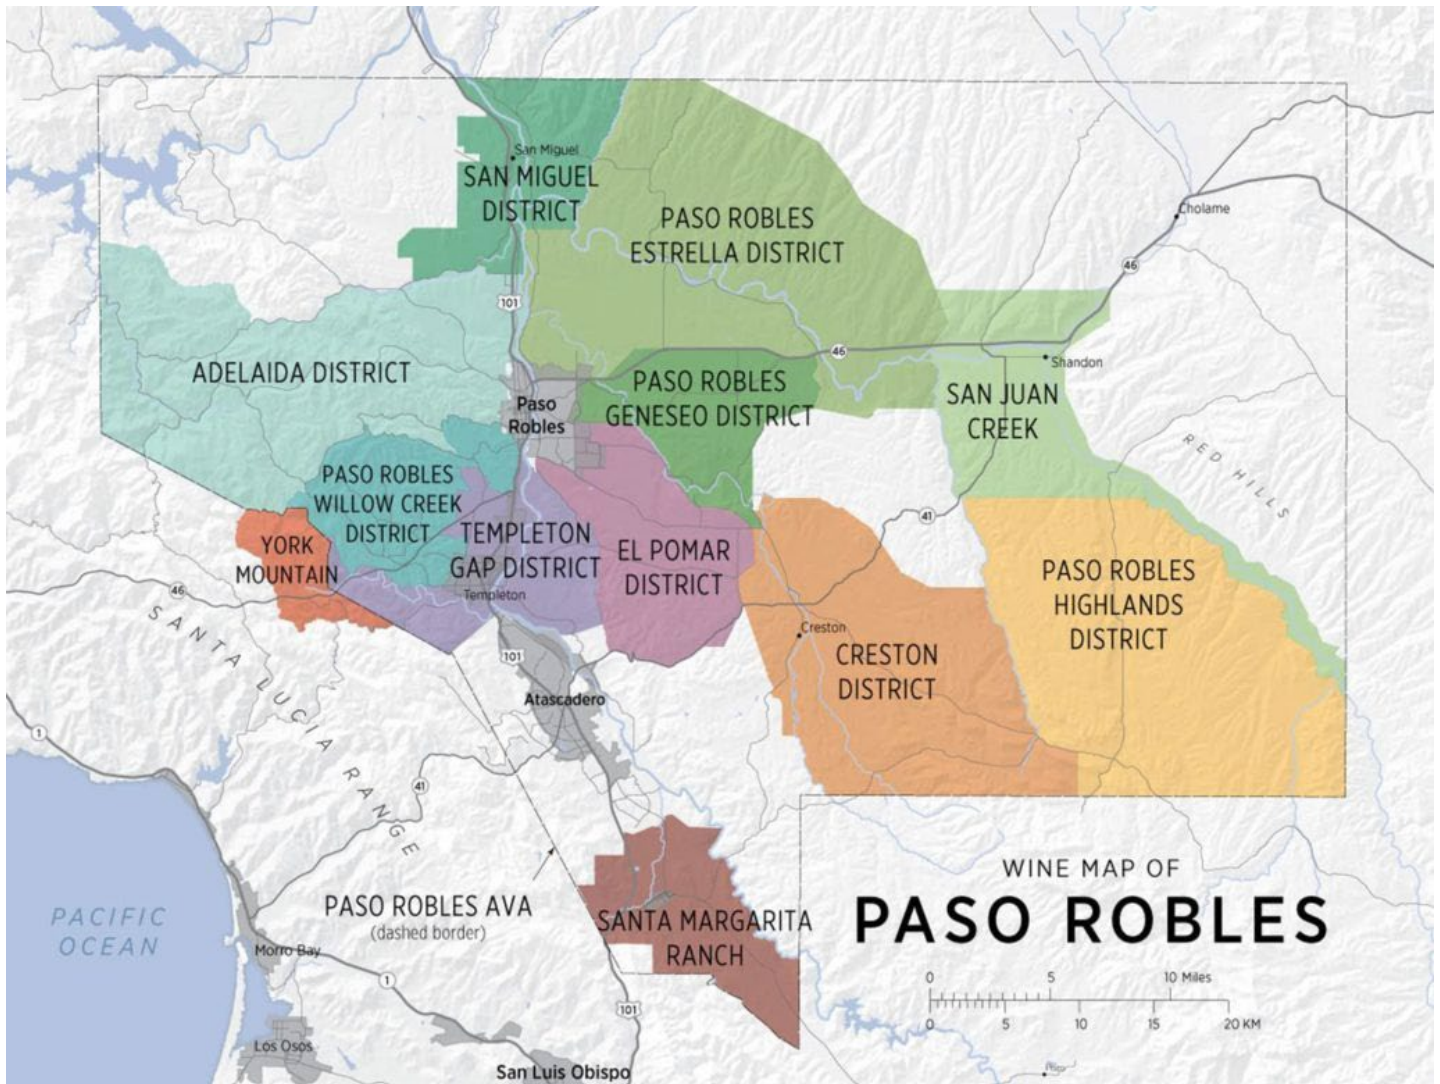 San Miguel
SAN MIGUEL
DISTRICT
PASO ROBLES
ESTRELLA DISTRICT
Cholame
46
101
ADELAIDA DISTRICT
46
Shandon
Paso
Robles
PASO ROBLES
GENESEO DISTRICT
SAN JUAN
CREEK
RED HILLS
PASO ROBLES
WILLOW CREEK
DISTRICT
41
YORK
MOUNTAIN
TEMPLETON
GAP DISTRICT
EL POMAR
DISTRICT
PASO ROBLES
HIGHLANDS
DISTRICT
46
Templeton
Creston
CRESTON
DISTRICT
SANTA LUCIA RANGE
101
Atascadero
1
41
PASO ROBLES AVA
(dashed border)
SANTA MARGARITA
RANCH
WINE MAP OF
PASO ROBLES
PACIFIC
OCEAN
Morro Bay
1
101
0 5 10 Miles
0 5 10 15 20 KM
Los Osos
San Luis Obispo